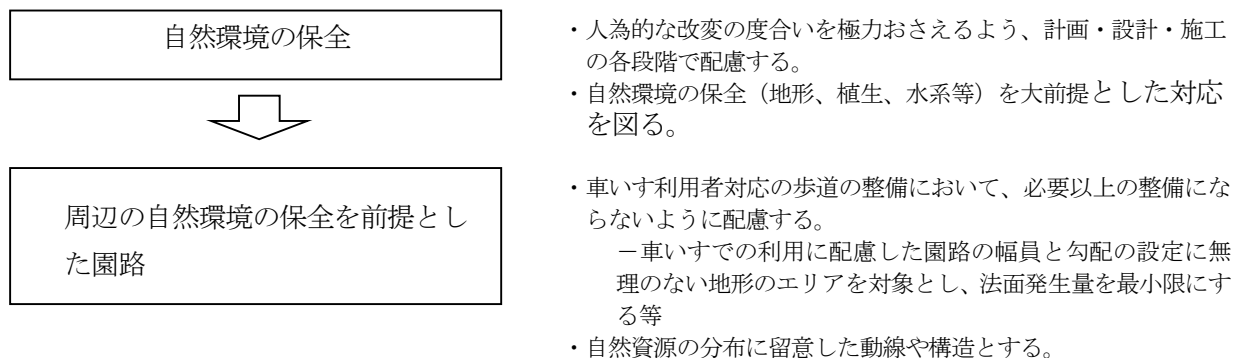 自然環境の保全
・人為的な改変の度合いを極力おさえるよう、計画・設計・施工
の各段階で配慮する。
・自然環境の保全（地形、植生、水系等）を大前提とした対応
を図る。
周辺の自然環境の保全を前提とし
た園路
・車いす利用者対応の歩道の整備において、必要以上の整備にな
らないように配慮する。
－車いすでの利用に配慮した園路の幅員と勾配の設定に無
理のない地形のエリアを対象とし、法面発生量を最小限にす
る等
・自然資源の分布に留意した動線や構造とする。